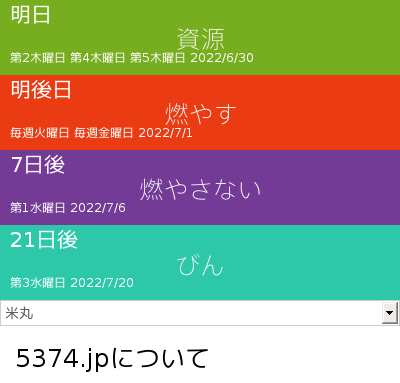 明日
資源
第2木曜日 第4木曜日 第5木曜日 2022/6/30
明後日
燃やす
毎週火曜日 毎週金曜日 2022/7/1
7日後
燃やさない
第1水曜日 2022/7/6
21日後
びん
第3水曜日 2022/7/20
米丸
5374.jpについて